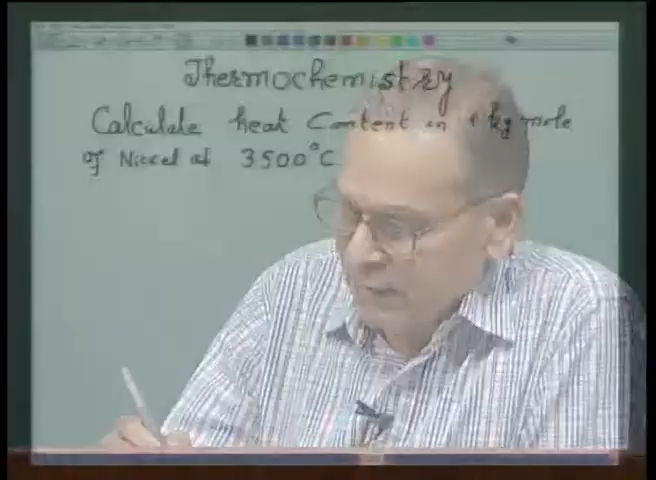 Thermochemistry
Calculate heat Content in 1 kg mole
of Nickel at 3500°C